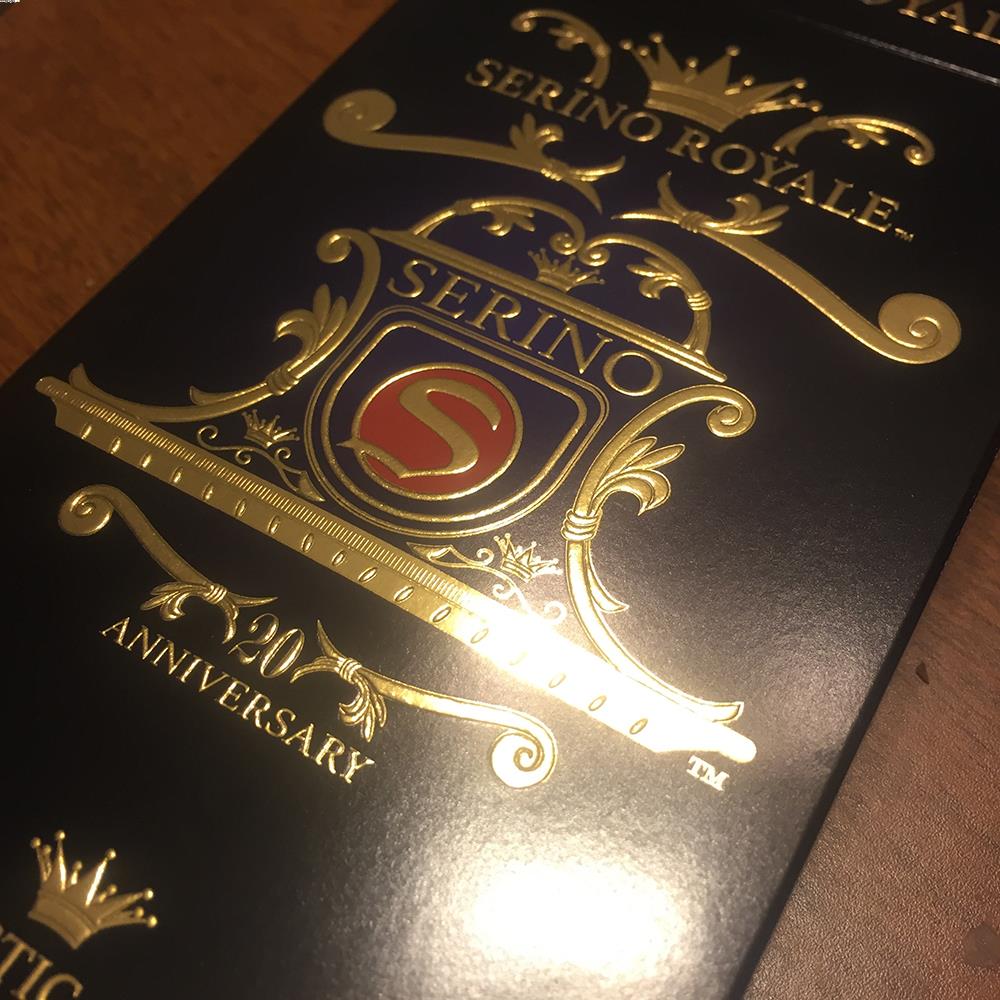 SERINO ROYALE™
SERINO
S
20
ANNIVERSARY
TM